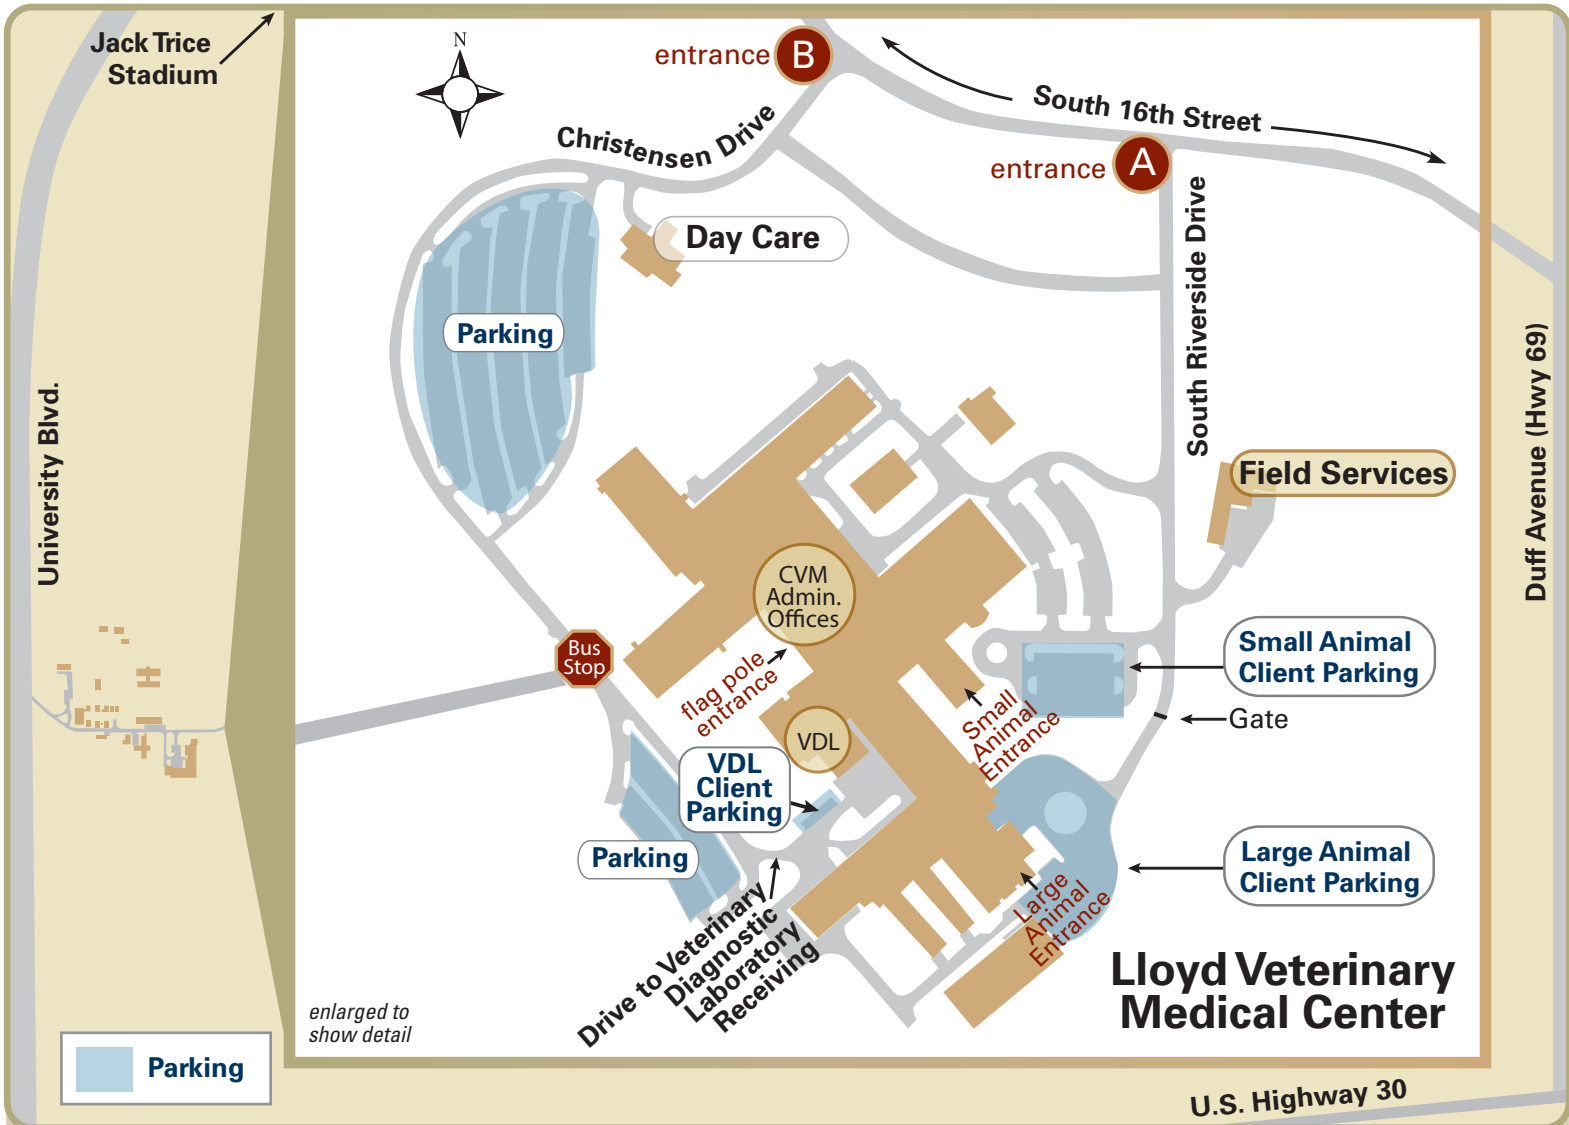 Jack Trice
Stadium
N
entrance
B
South 16th Street
Christensen Drive
entrance
A
Day Care
South Riverside Drive
Parking
University Blvd.
Duff Avenue (Hwy 69)
Field Services
CVM
Admin.
Offices
Bus
Stop
flag pole
entrance
Small Animal
Client Parking
Small
Animal
Entrance
Gate
VDL
VDL
Client
Parking
Parking
Large Animal
Client Parking
Large
Animal
Entrance
Drive to Veterinary
Diagnostic
Laboratory
Receiving
Lloyd Veterinary
Medical Center
enlarged to
show detail
Parking
U.S. Highway 30